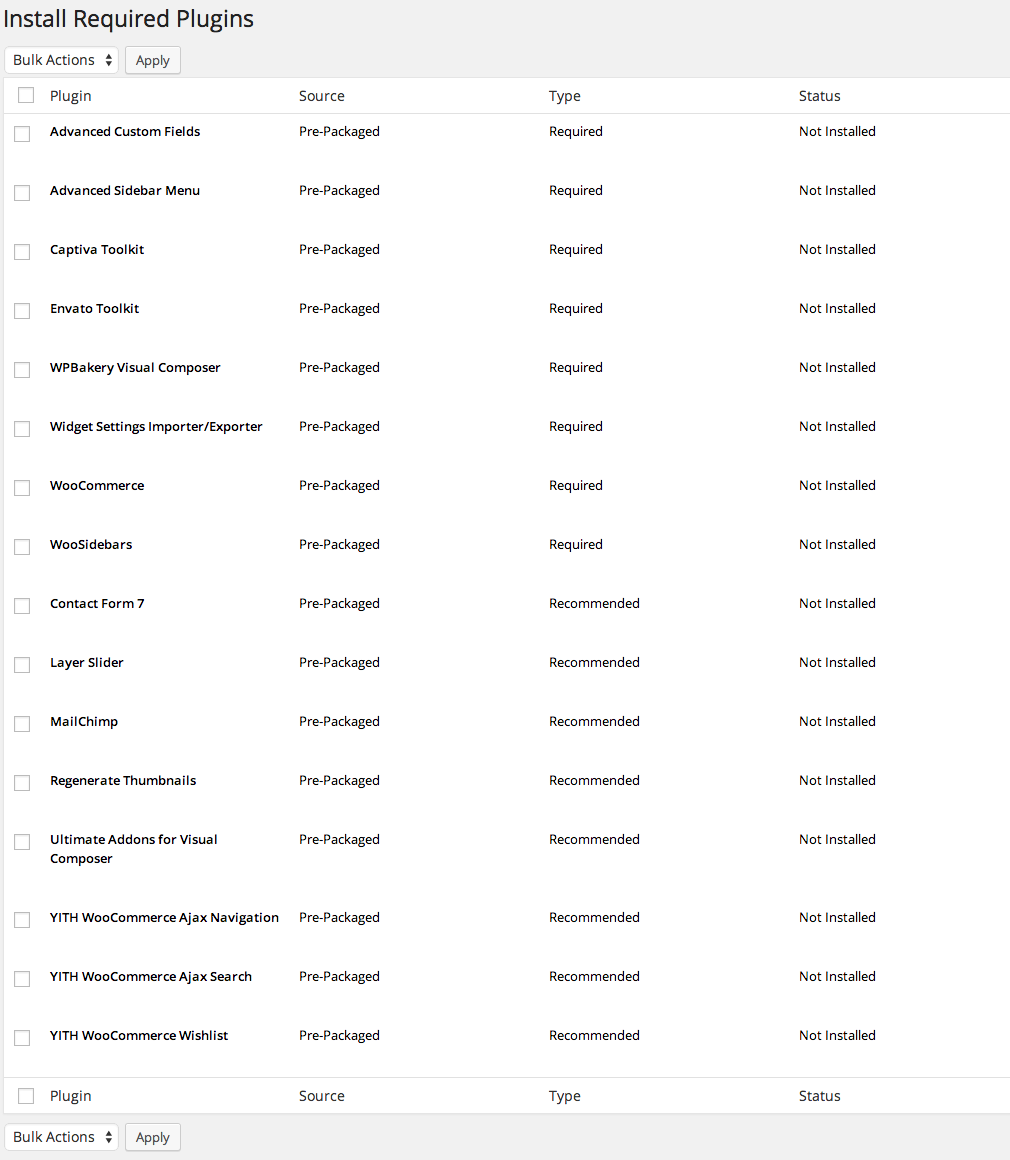 Install Required Plugins
Bulk Actions Apply
Plugin Source Type Status
Advanced Custom Fields Pre-Packaged Required Not Installed
Advanced Sidebar Menu Pre-Packaged Required Not Installed
Captiva Toolkit Pre-Packaged Required Not Installed
Envato Toolkit Pre-Packaged Required Not Installed
WPBakery Visual Composer Pre-Packaged Required Not Installed
Widget Settings Importer/Exporter Pre-Packaged Required Not Installed
WooCommerce Pre-Packaged Required Not Installed
WooSidebars Pre-Packaged Required Not Installed
Contact Form 7 Pre-Packaged Recommended Not Installed
Layer Slider Pre-Packaged Recommended Not Installed
MailChimp Pre-Packaged Recommended Not Installed
Regenerate Thumbnails Pre-Packaged Recommended Not Installed
Ultimate Addons for Visual Pre-Packaged Recommended Not Installed
Composer
YITH WooCommerce Ajax Navigation Pre-Packaged Recommended Not Installed
YITH WooCommerce Ajax Search Pre-Packaged Recommended Not Installed
YITH WooCommerce Wishlist Pre-Packaged Recommended Not Installed
Plugin Source Type Status
Bulk Actions Apply